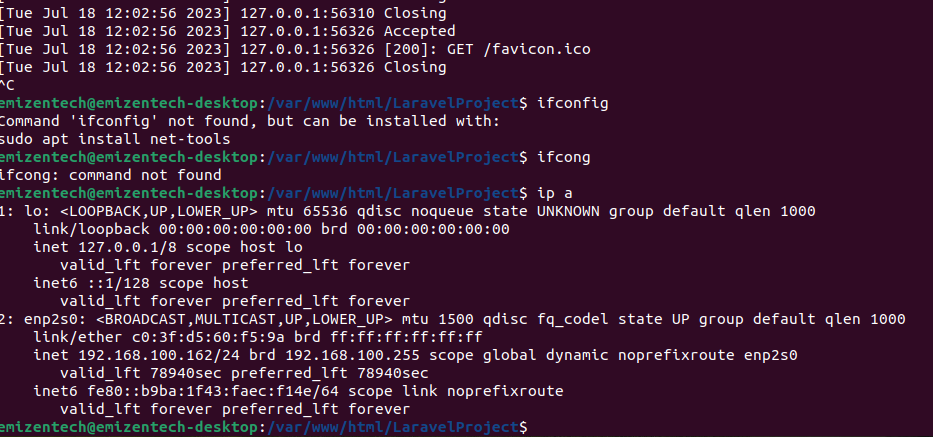 [Tue Jul 18 12:02:56 2023] 127.0.0.1:56310 Closing
[Tue Jul 18 12:02:56 2023] 127.0.0.1:56326 Accepted
[Tue Jul 18 12:02:56 2023] 127.0.0.1:56326 [200]: GET /favicon.ico
[Tue Jul 18 12:02:56 2023] 127.0.0.1:56326 Closing
^C
emizentech@emizentech-desktop:/var/www/html/LaravelProject$ ifconfig
Command 'ifconfig' not found, but can be installed with:
sudo apt install net-tools
emizentech@emizentech-desktop:/var/www/html/LaravelProject$ ifcong
ifcong: command not found
emizentech@emizentech-desktop:/var/www/html/LaravelProject$ ip a
1: lo: <LOOPBACK,UP,LOWER_UP> mtu 65536 qdisc noqueue state UNKNOWN group default qlen 1000
    link/loopback 00:00:00:00:00:00 brd 00:00:00:00:00:00
    inet 127.0.0.1/8 scope host lo
       valid_lft forever preferred_lft forever
    inet6 ::1/128 scope host
       valid_lft forever preferred_lft forever
2: enp2s0: <BROADCAST,MULTICAST,UP,LOWER_UP> mtu 1500 qdisc fq_codel state UP group default qlen 1000
    link/ether c0:3f:d5:60:f5:9a brd ff:ff:ff:ff:ff:ff
    inet 192.168.100.162/24 brd 192.168.100.255 scope global dynamic noprefixroute enp2s0
       valid_lft 78940sec preferred_lft 78940sec
    inet6 fe80::b9ba:1f43:faec:f14e/64 scope link noprefixroute
       valid_lft forever preferred_lft forever
emizentech@emizentech-desktop:/var/www/html/LaravelProject$